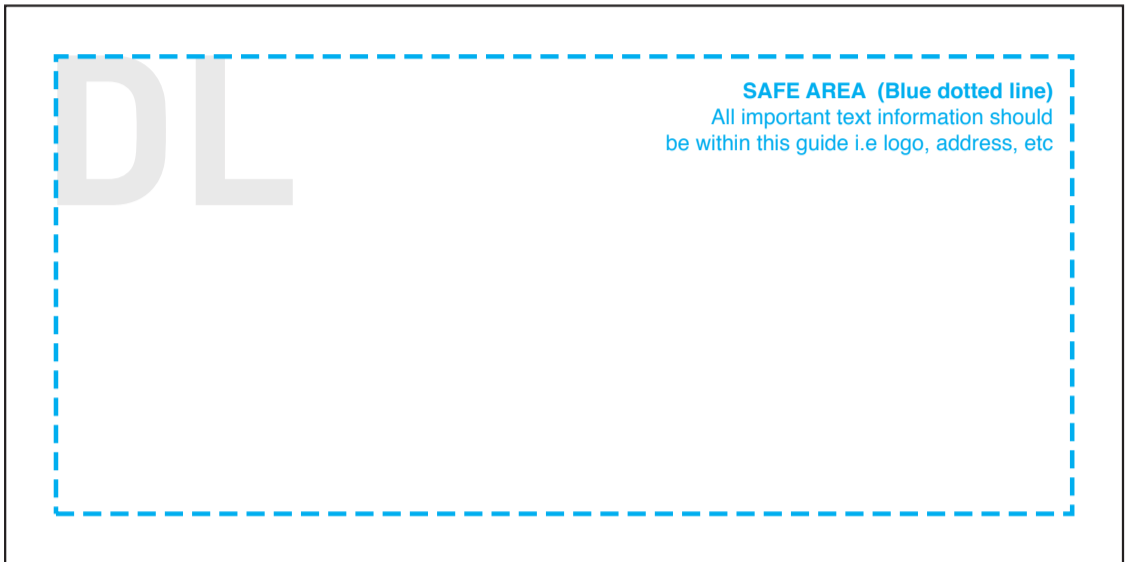 DL
SAFE AREA  (Blue dotted line)
All important text information should
be within this guide i.e logo, address, etc